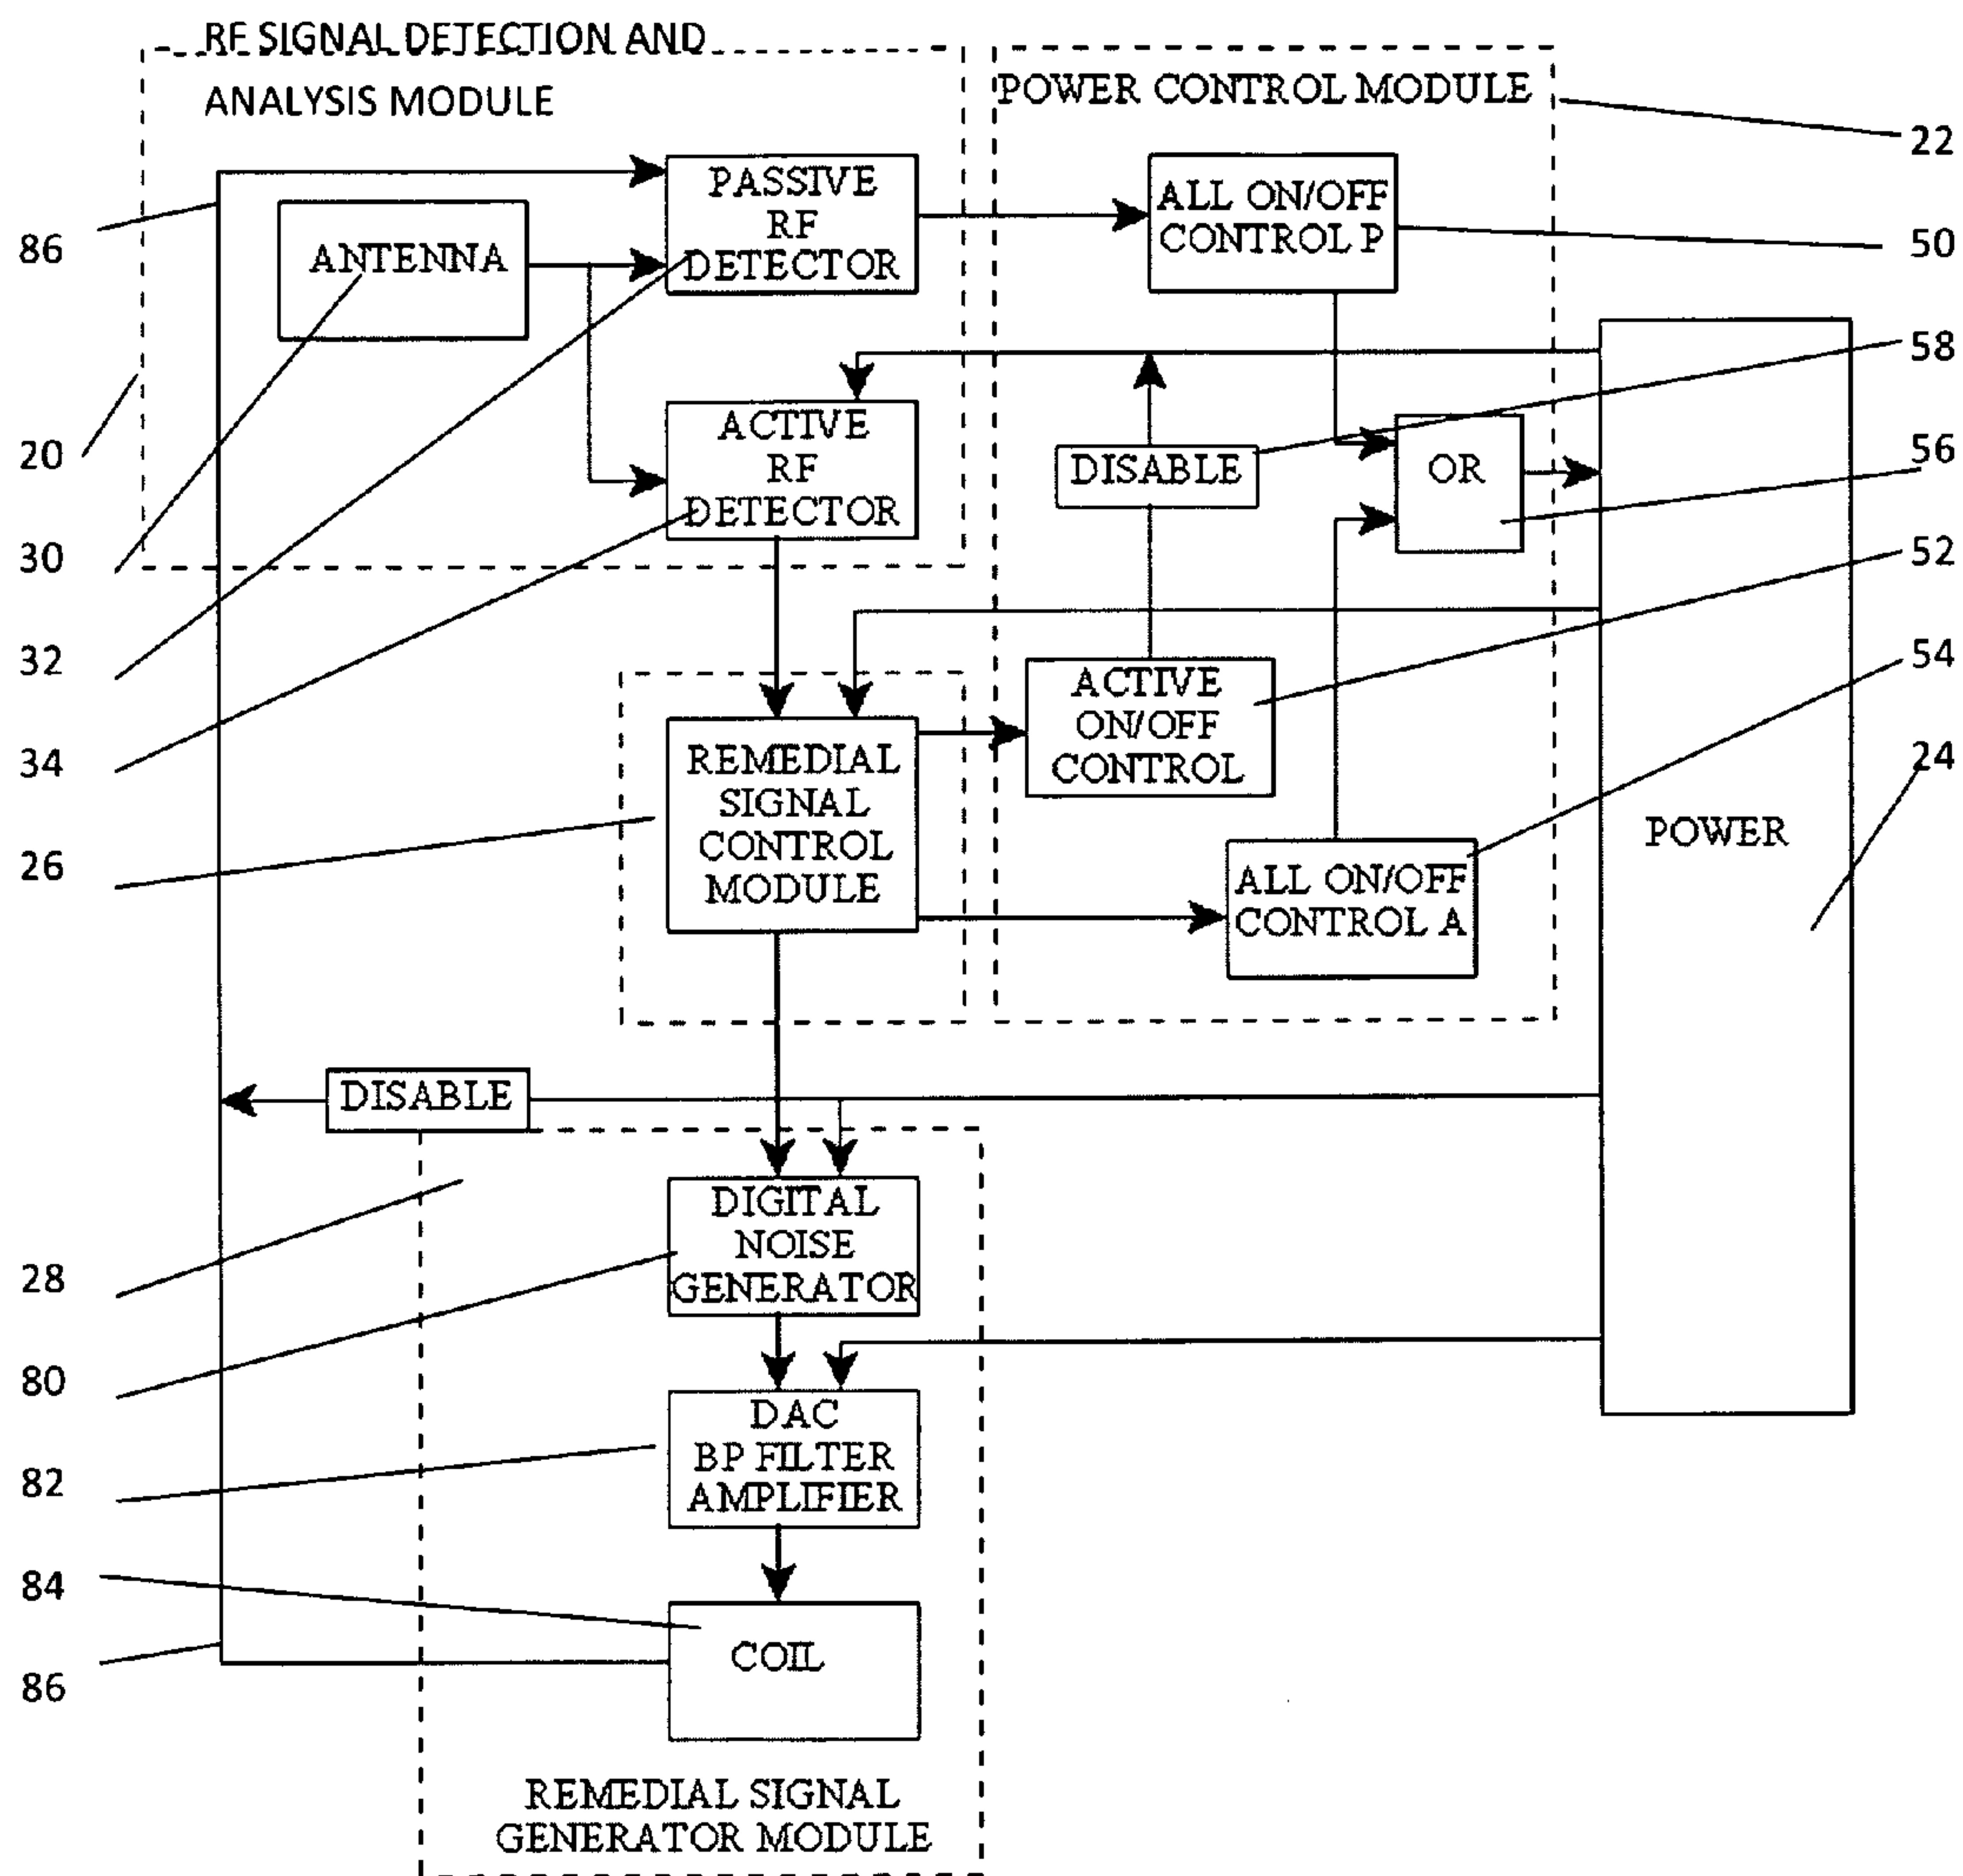 RF SIGNAL DETECTION AND
ANALYSIS MODULE
POWER CONTROL MODULE
22
PASSIVE
RF
DETECTOR
ALL ON/OFF
CONTROL P
86
ANTENNA
50
58
20
ACTIVE
RF
DETECTOR
DISABLE
OR
56
30
52
32
54
34
REMEDIAL
SIGNAL
CONTROL
MODULE
ACTIVE
ON/OFF
CONTROL
24
POWER
26
ALL ON/OFF
CONTROL A
DISABLE
28
DIGITAL
NOISE
GENERATOR
80
82
DAC
BP FILTER
AMPLIFIER
84
COIL
86
REMEDIAL SIGNAL
GENERATOR MODULE